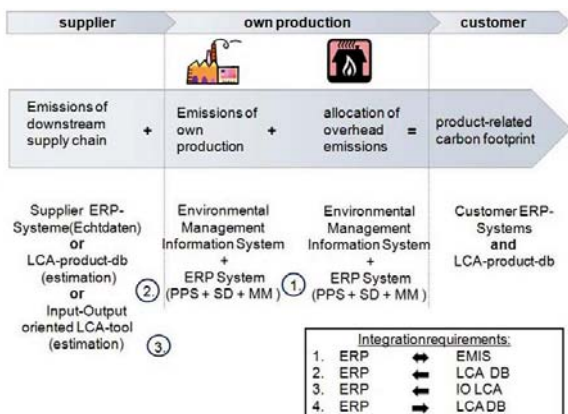 supplier
own production
customer
Emissions of
downstream
supply chain
+
Emissions of
own
production
+
allocation of
overhead
emissions
=
product-related
carbon footprint
Supplier ERP-
Systeme(Echtdaten)
or
LCA-product-db
(estimation)
or
Input-Output
oriented LCA-tool
(estimation)
2.
3.
Environmental
Management
Information System
+
ERP System
(PPS + SD + MM )
1.
Environmental
Management
Information System
+
ERP System
(PPS + SD + MM )
Customer ERP-
Systems
and
LCA-product-db
Integrationrequirements:
1. ERP ⬌ EMIS
2. ERP ⬅ LCA DB
3. ERP ⬅ IO LCA
4. ERP ➡ LCA DB